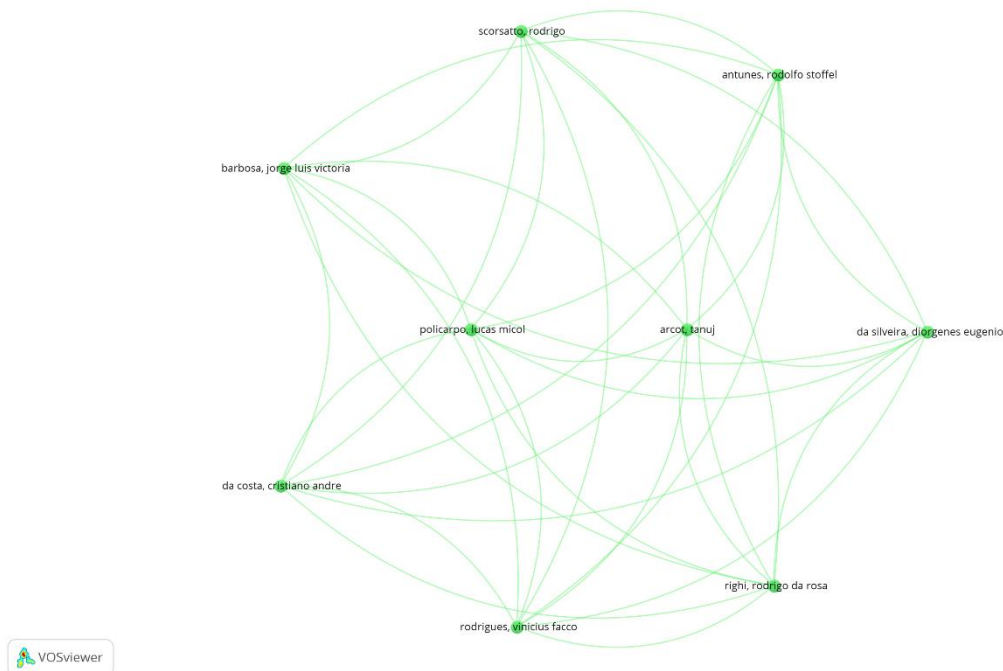 scorsatto, rodrigo
antunes, rodolfo stoffel
barbosa, jorge luis victoria
policarpo, lucas micol
arcot, tanuj
da silveira, diorgenes eugenio
da costa, cristiano andre
righi, rodrigo da rosa
rodrigues, vinicius facco
VOSviewer